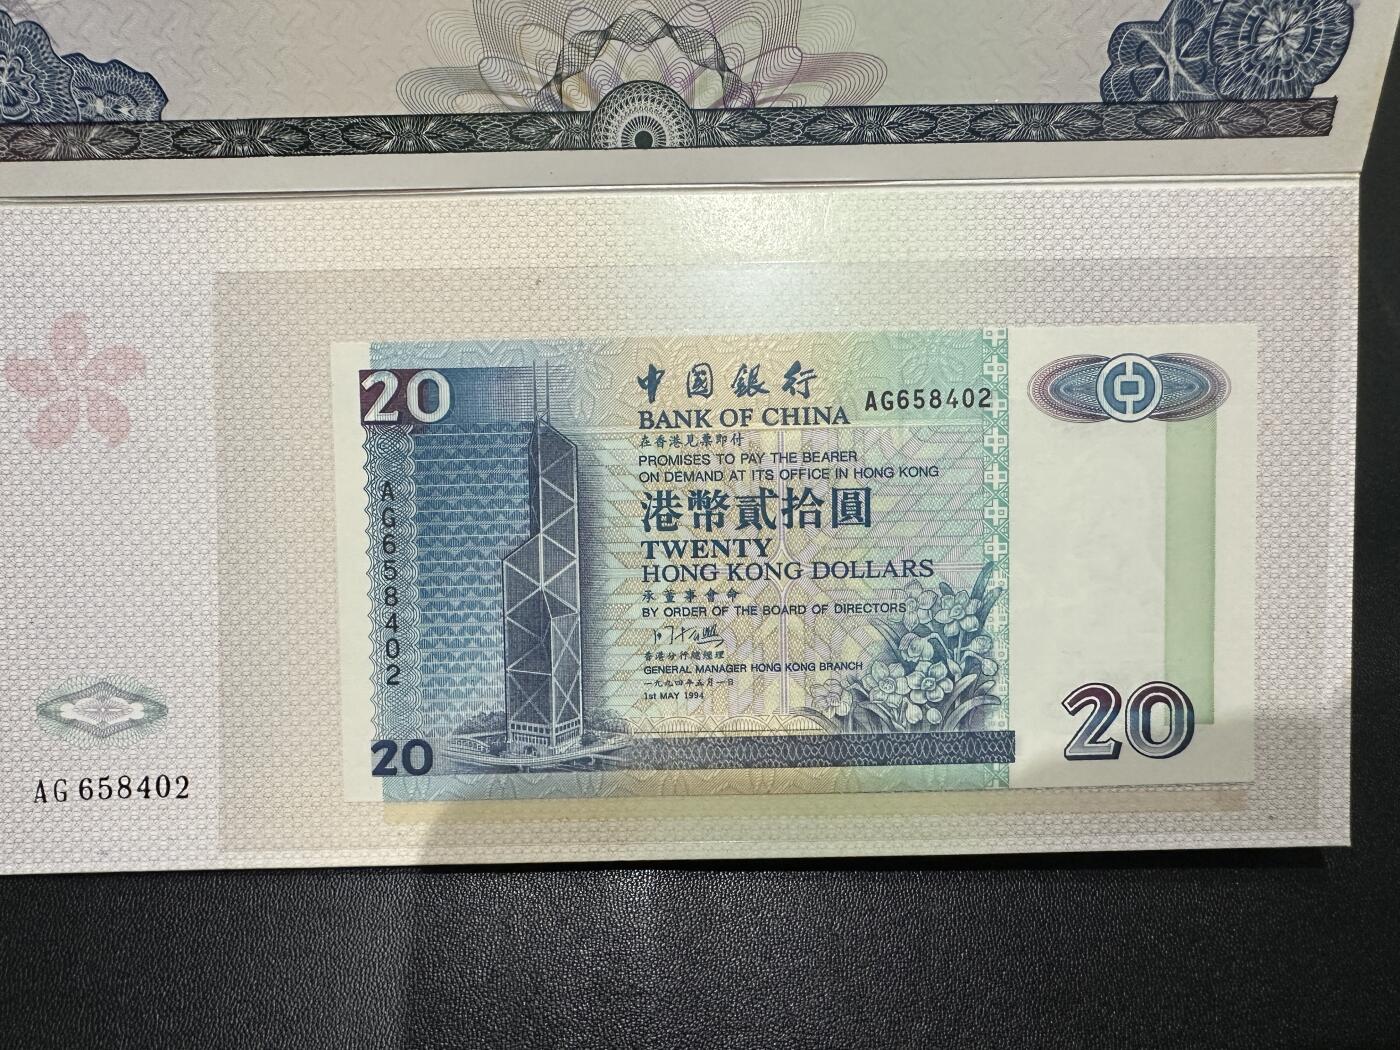 20
中國銀行
BANK OF CHINA
AG658402
在香港見票即付
PROMISES TO PAY THE BEARER
ON DEMAND AT ITS OFFICE IN HONG KONG
港幣貳拾圓
TWENTY
HONG KONG DOLLARS
承董事會命
BY ORDER OF THE BOARD OF DIRECTORS
香港分行總經理
GENERAL MANAGER HONG KONG BRANCH
一九九四年五月一日
1st MAY 1994
AG658402
20
20
AG 658402